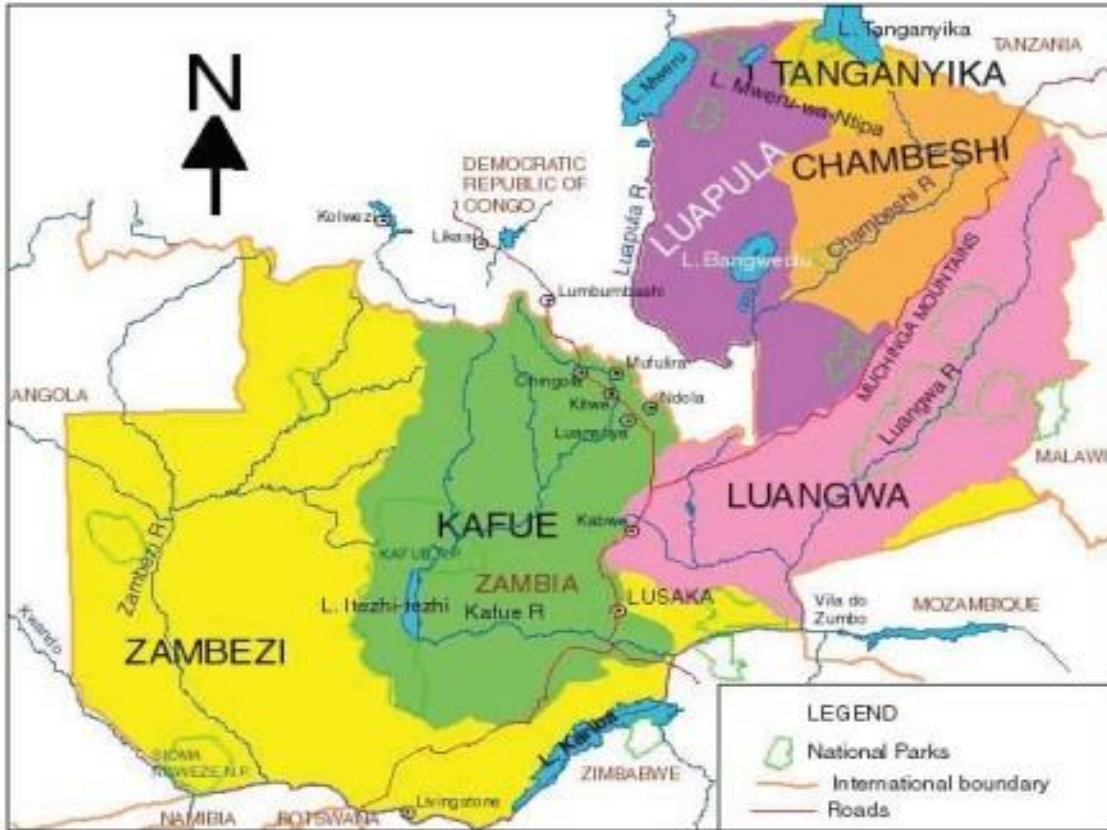 N
L. Tanganyika
TANZANIA
L. Mweru
TANGANYIKA
L. Mweru-wa-Ntipa
CHAMBESHI
LUAPULA
DEMOCRATIC
REPUBLIC OF
CONGO
Kolwezi
Likasi
Luapula R
Chambeshi R
L. Bangweulu
Lumbumbashi
MUCHINGA MOUNTAINS
Mufulira
Chingola
Kitwe
Ndola
Luangwa R
ANGOLA
MALAWI
LUANGWA
KAFUE
Kabwe
Zambezi R
ZAMBIA
L. Itezhi-tezhi
Kafue R
LUSAKA
Vila do
Zumbo
MOZAMBIQUE
Kwando
ZAMBEZI
L. Kariba
ZIMBABWE
Livingstone
NAMIBIA
BOTSWANA
LEGEND
National Parks
International boundary
Roads